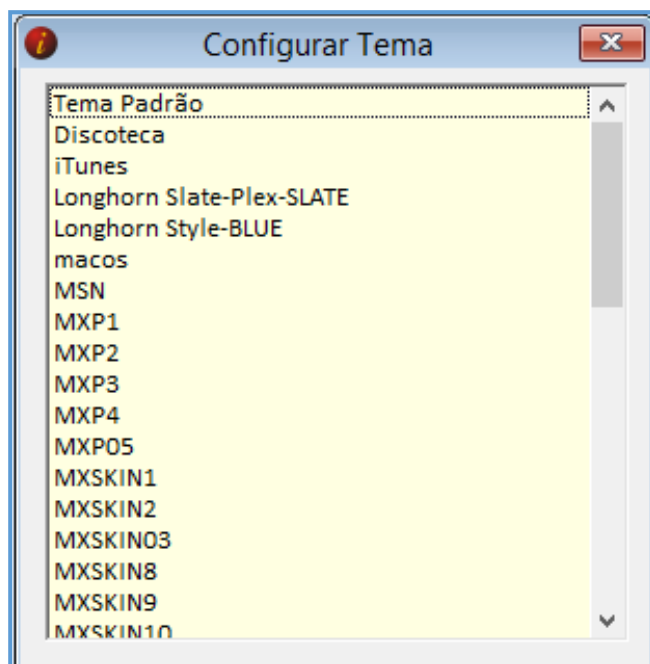 Configurar Tema
Tema Padrão
Discoteca
iTunes
Longhorn Slate-Plex-SLATE
Longhorn Style-BLUE
macos
MSN
MXP1
MXP2
MXP3
MXP4
MXP05
MXSKIN1
MXSKIN2
MXSKIN03
MXSKIN8
MXSKIN9
MXSKIN10